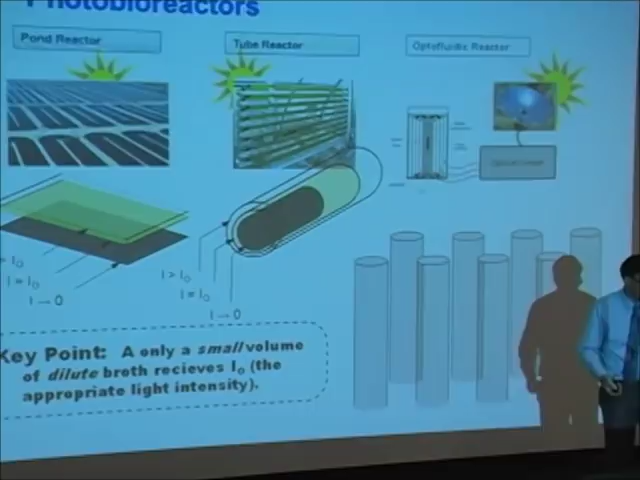 Photobioreactors
Pond Reactor
Tube Reactor
Optofluidic Reactor
I > I₀
I = I₀
I → 0
I > I₀
I = I₀
I → 0
Key Point: A only a small volume
of dilute broth recieves I₀ (the
appropriate light intensity).